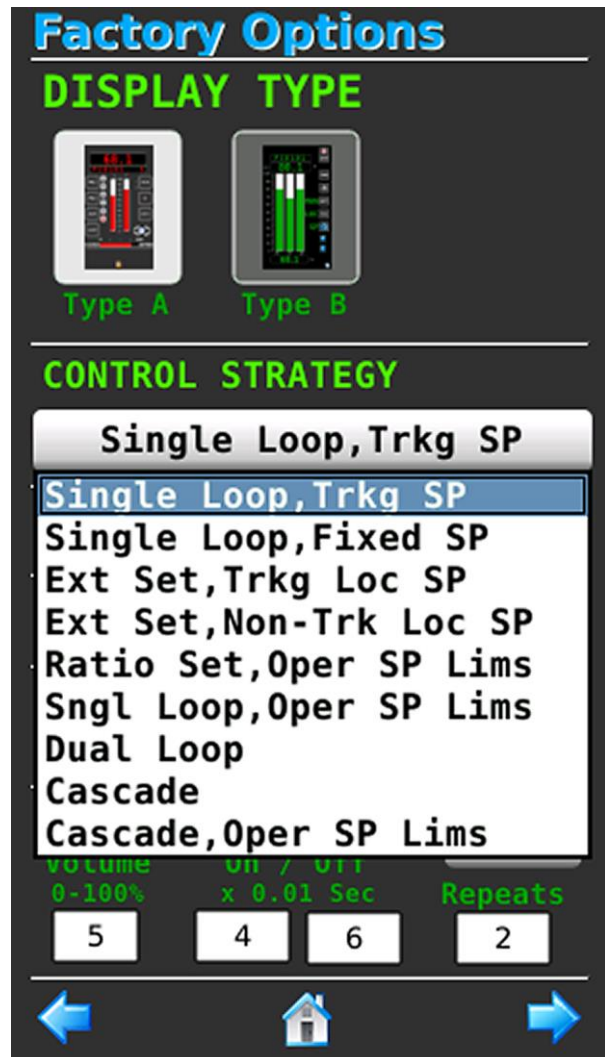 Factory Options
DISPLAY TYPE
Type A
Type B
CONTROL STRATEGY
Single Loop,Trkg SP
Single Loop,Trkg SP
Single Loop,Fixed SP
Ext Set,Trkg Loc SP
Ext Set,Non-Trk Loc SP
Ratio Set,Oper SP Lims
Sngl Loop,Oper SP Lims
Dual Loop
Cascade
Cascade,Oper SP Lims
Volume On / Off
0-100% x 0.01 Sec Repeats
5 4 6 2